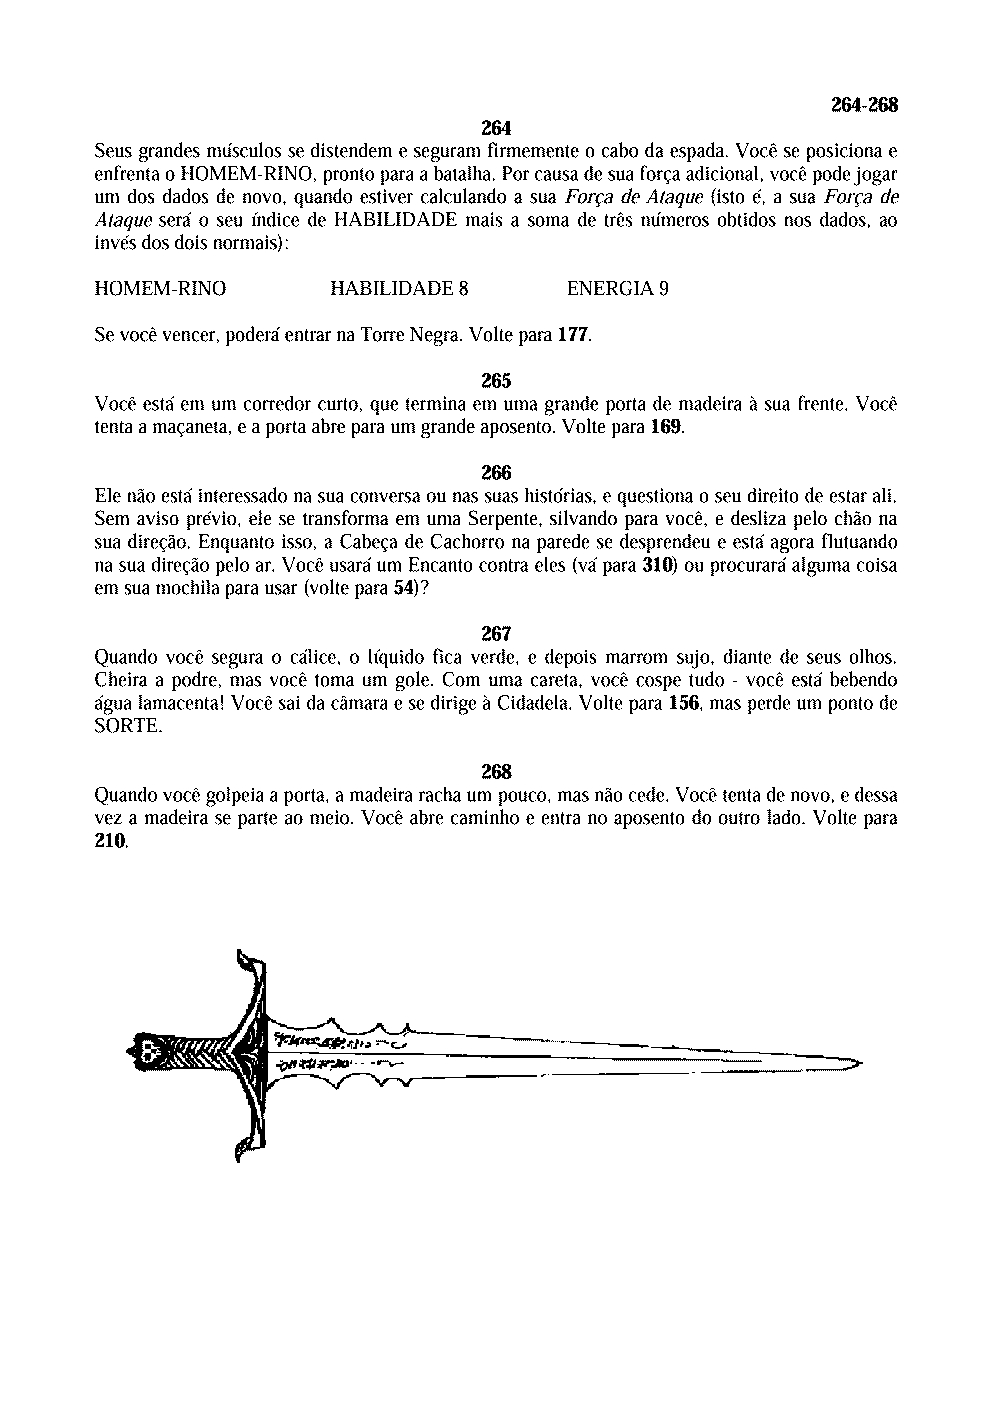 264-268
264
Seus grandes músculos se distendem e seguram firmemente o cabo da espada. Você se posiciona e
enfrenta o HOMEM-RINO, pronto para a batalha. Por causa de sua força adicional, você pode jogar
um dos dados de novo, quando estiver calculando a sua Força de Ataque (isto é, a sua Força de
Ataque será o seu índice de HABILIDADE mais a soma de três números obtidos nos dados, ao
invés dos dois normais):
HOMEM-RINO HABILIDADE 8 ENERGIA 9
Se você vencer, poderá entrar na Torre Negra. Volte para 177.
265
Você está em um corredor curto, que termina em uma grande porta de madeira à sua frente. Você
tenta a maçaneta, e a porta abre para um grande aposento. Volte para 169.
266
Ele não está interessado na sua conversa ou nas suas histórias, e questiona o seu direito de estar ali.
Sem aviso prévio, ele se transforma em uma Serpente, silvando para você, e desliza pelo chão na
sua direção. Enquanto isso, a Cabeça de Cachorro na parede se desprendeu e está agora flutuando
na sua direção pelo ar. Você usará um Encanto contra eles (vá para 310) ou procurará alguma coisa
em sua mochila para usar (volte para 54)?
267
Quando você segura o cálice, o líquido fica verde, e depois marrom sujo, diante de seus olhos.
Cheira a podre, mas você toma um gole. Com uma careta, você cospe tudo - você está bebendo
água lamacenta! Você sai da câmara e se dirige à Cidadela. Volte para 156, mas perde um ponto de
SORTE.
268
Quando você golpeia a porta, a madeira racha um pouco, mas não cede. Você tenta de novo, e dessa
vez a madeira se parte ao meio. Você abre caminho e entra no aposento do outro lado. Volte para
210.